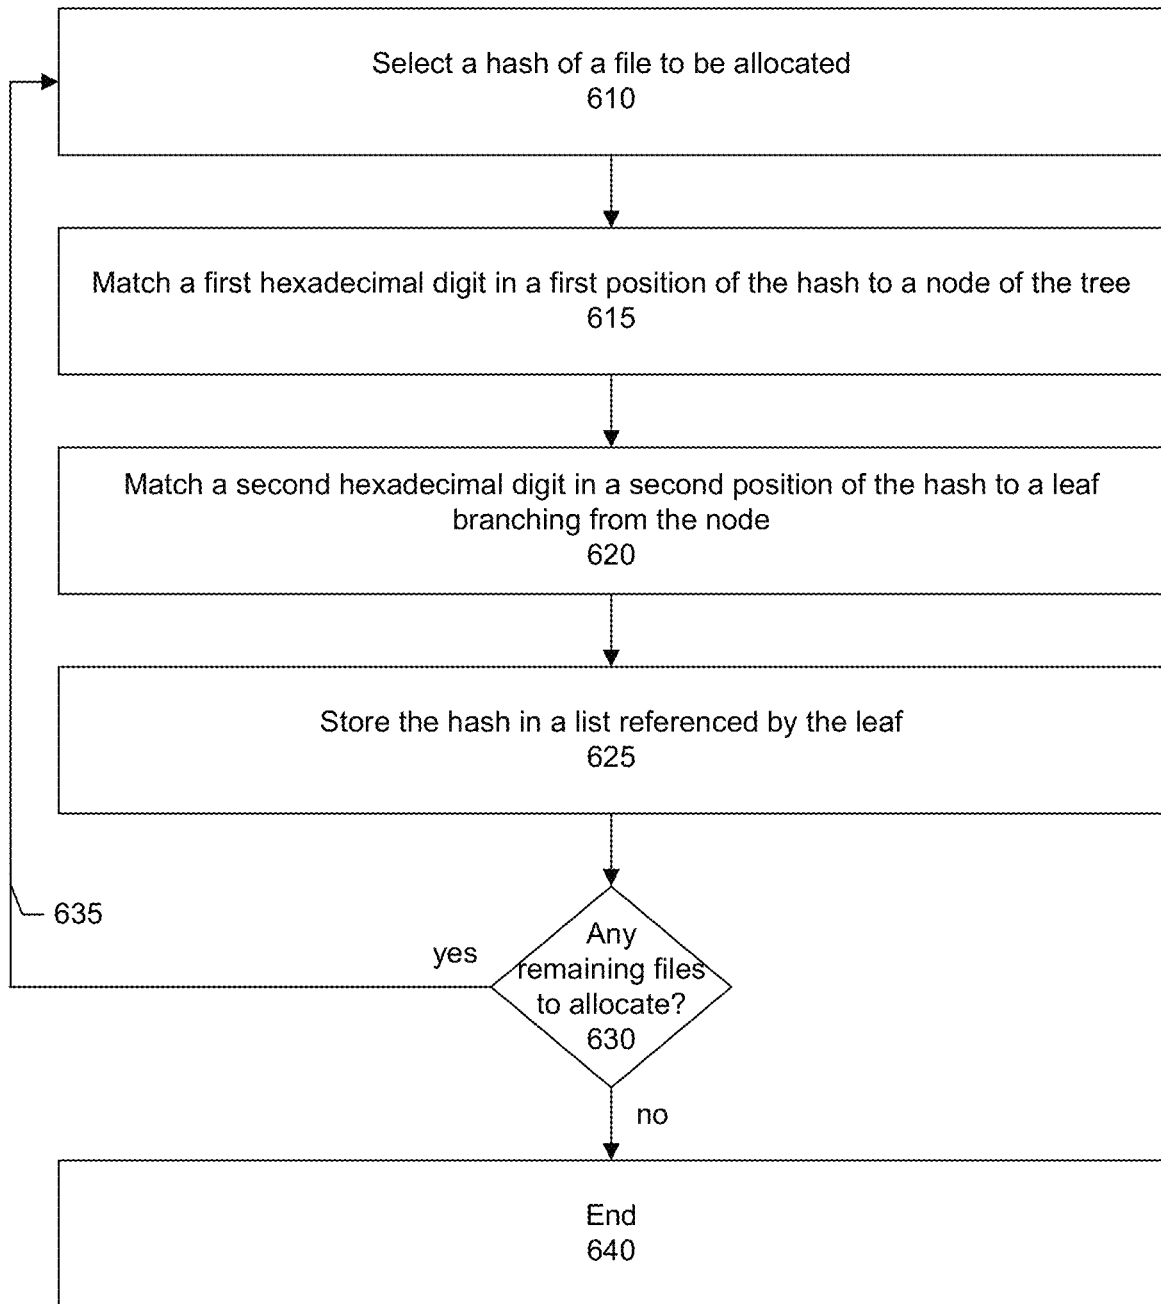 Select a hash of a file to be allocated
610
Match a first hexadecimal digit in a first position of the hash to a node of the tree
615
Match a second hexadecimal digit in a second position of the hash to a leaf
branching from the node
620
Store the hash in a list referenced by the leaf
625
635
yes
Any
remaining files
to allocate?
630
no
End
640